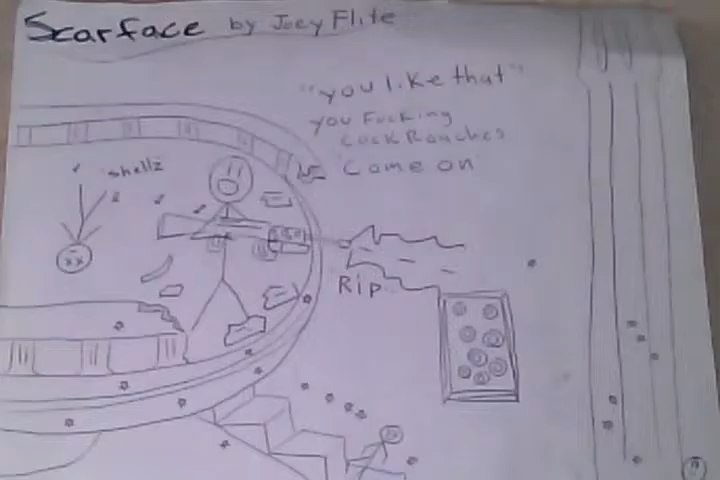 Scarface by Joey Flite
"you like that"
you Fucking
CockRoaches
Come on
shellz
Rip